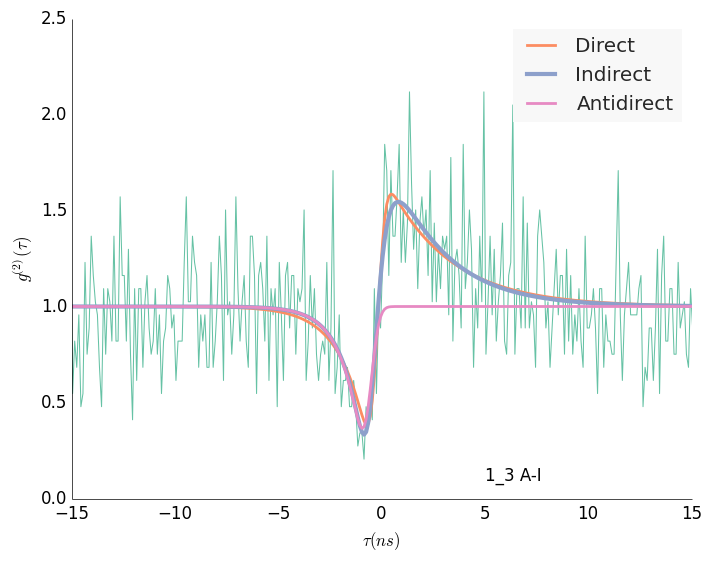 2.5
2.0
1.5
1.0
0.5
0.0
g^{(2)}(τ)
Direct
Indirect
Antidirect
1_3 A-I
−15 −10 −5 0 5 10 15
τ(ns)